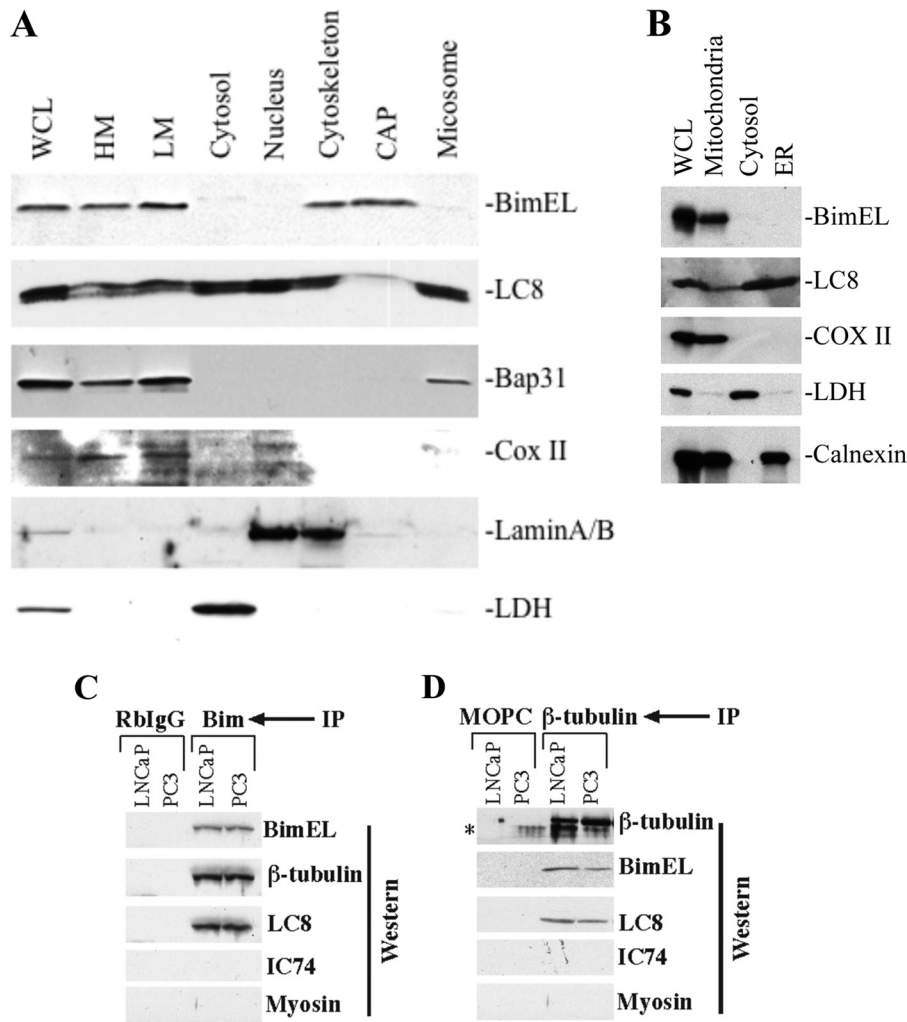 A
WCL
HM
LM
Cytosol
Nucleus
Cytoskeleton
CAP
Micosome
-BimEL
-LC8
-Bap31
-Cox II
-LaminA/B
-LDH
B
WCL
Mitochondria
Cytosol
ER
-BimEL
-LC8
-COX II
-LDH
-Calnexin
C
RbIgG Bim IP
LNCaP
PC3
LNCaP
PC3
BimEL
β-tubulin
LC8
IC74
Myosin
Western
D
MOPC β-tubulin IP
LNCaP
PC3
LNCaP
PC3
*
β-tubulin
BimEL
LC8
IC74
Myosin
Western